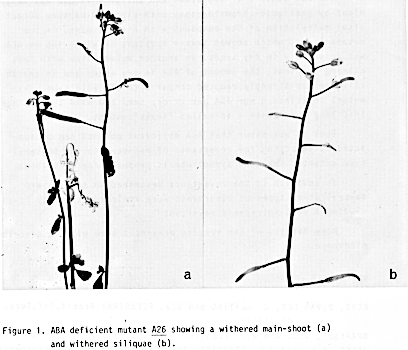 a
b
Figure 1. ABA deficient mutant A26 showing a withered main-shoot (a)
and withered siliquae (b).